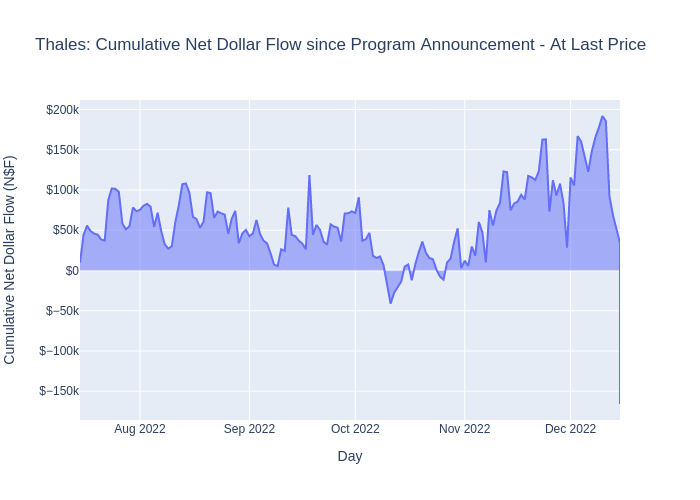 Thales: Cumulative Net Dollar Flow since Program Announcement - At Last Price
Cumulative Net Dollar Flow (N$F)
$200k
$150k
$100k
$50k
$0
$−50k
$−100k
$−150k
Aug 2022
Sep 2022
Oct 2022
Nov 2022
Dec 2022
Day